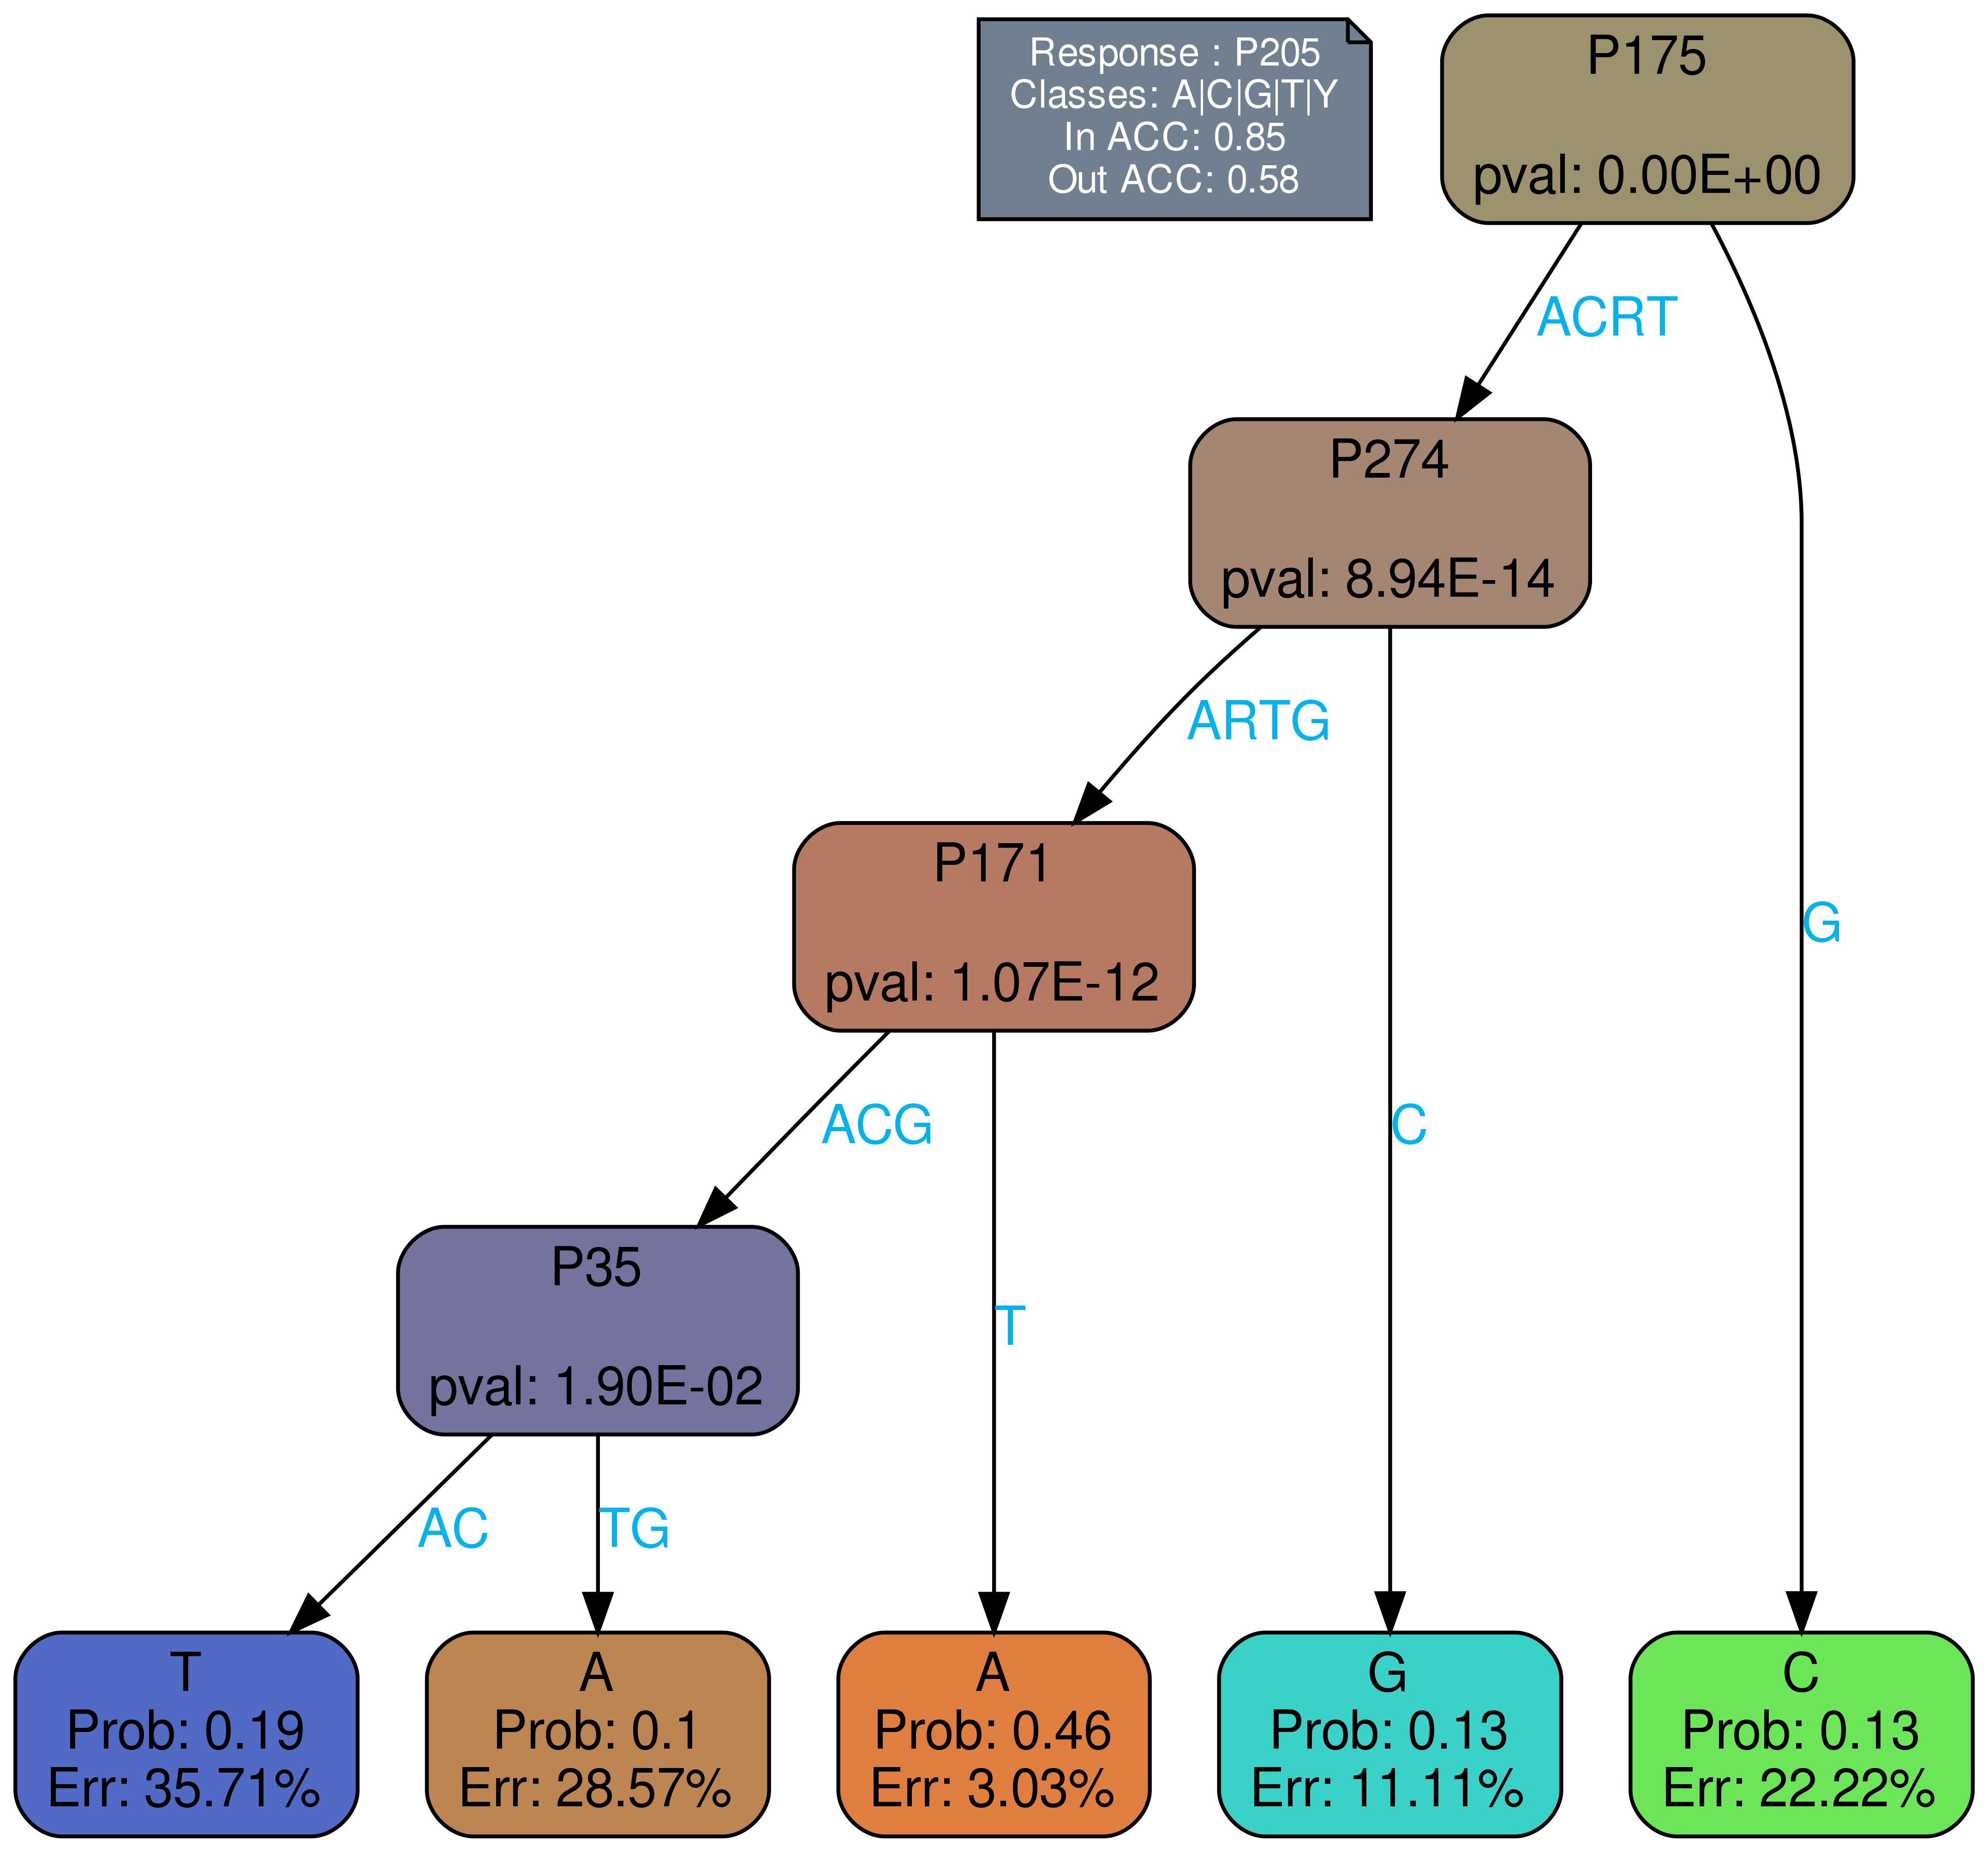 Response : P205
Classes: A|C|G|T|Y
In ACC: 0.85
Out ACC: 0.58
P175
pval: 0.00E+00
ACRT
P274
pval: 8.94E-14
ARTG
G
P171
pval: 1.07E-12
ACG
C
P35
pval: 1.90E-02
T
AC
TG
T
Prob: 0.19
Err: 35.71%
A
Prob: 0.1
Err: 28.57%
A
Prob: 0.46
Err: 3.03%
G
Prob: 0.13
Err: 11.11%
C
Prob: 0.13
Err: 22.22%